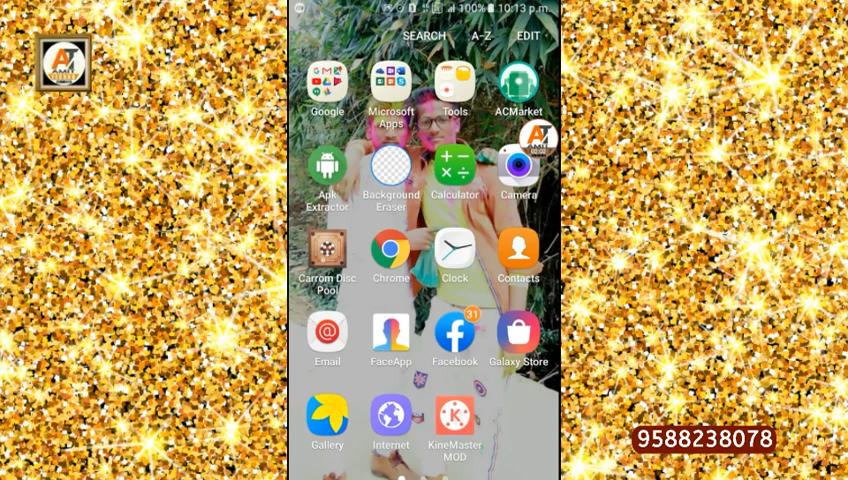 100% 10:13 p.m.
SEARCH A-Z EDIT
Google
Microsoft
Apps
Tools
ACMarket
Apk
Extractor
Background
Eraser
Calculator
Camera
Carrom Disc
Pool
Chrome
Clock
Contacts
31
Email
FaceApp
Facebook
Galaxy Store
Gallery
Internet
KineMaster
MOD
9588238078